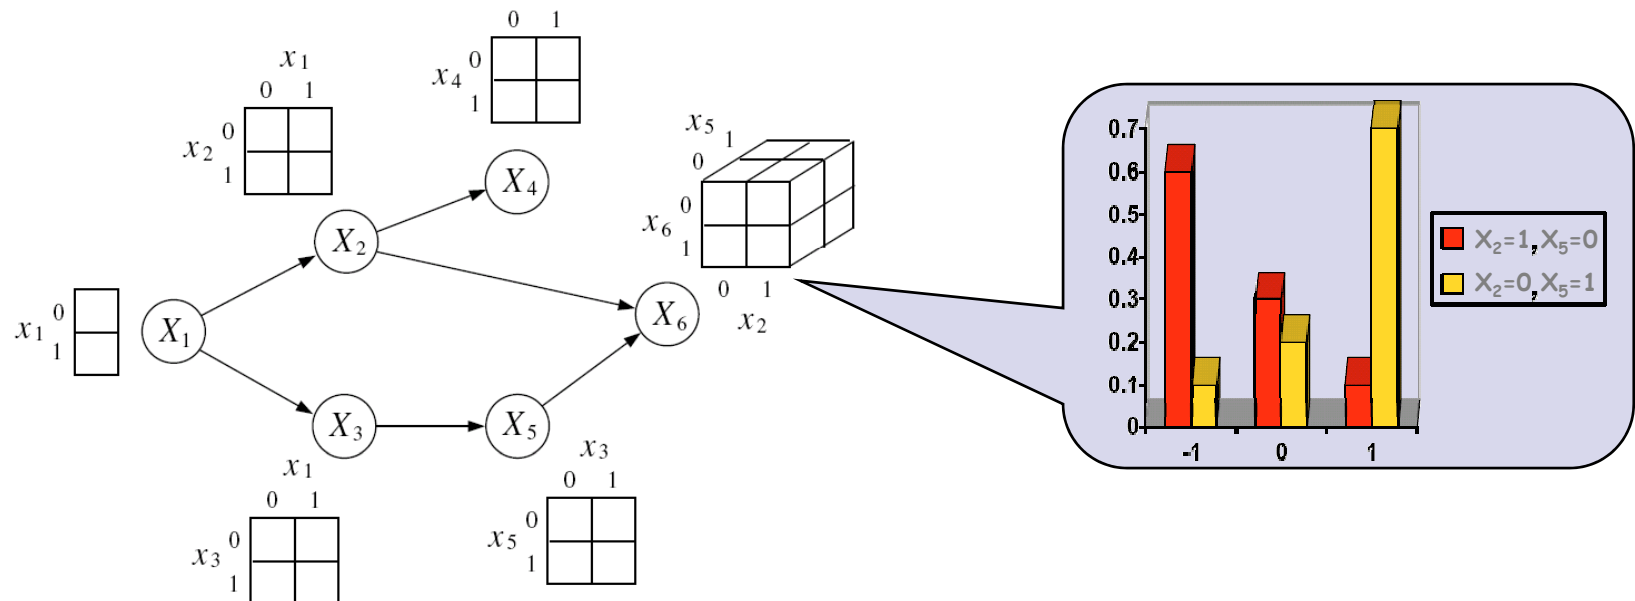 0 1
x4 0
1
x1
0 1
x2 0
1
X4
x5 1
0
x6 0
1
0 1
x2
X2
X6
x1 0
1
X1
X3
X5
x1
0 1
x3 0
1
x3
0 1
x5 0
1
0.7
0.6
0.5
0.4
0.3
0.2
0.1
0
-1 0 1
X2=1,X5=0
X2=0,X5=1